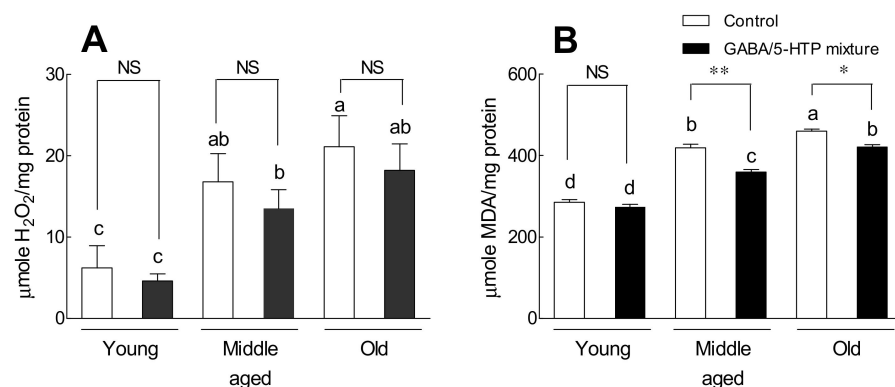 A
NS
NS
NS
30
20
10
0
μmole H₂O₂/mg protein
c
c
ab
b
a
ab
Young
Middle
aged
Old
B
Control
GABA/5-HTP mixture
NS
**
*
600
400
200
0
μmole MDA/mg protein
d
d
b
c
a
b
Young
Middle
aged
Old